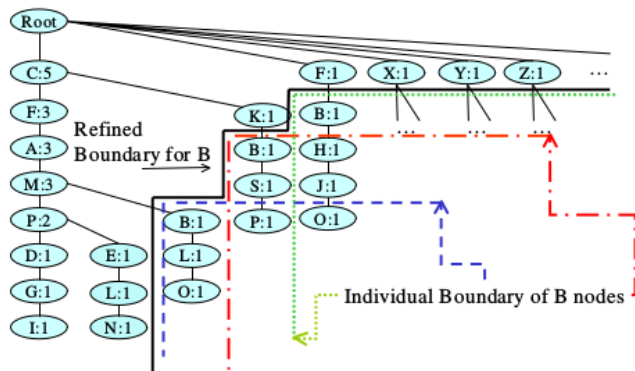 Root
C:5
F:1
X:1
Y:1
Z:1
...
F:3
K:1
B:1
A:3
Refined
Boundary for B
B:1
H:1
...
...
...
M:3
S:1
J:1
P:2
B:1
P:1
O:1
D:1
E:1
L:1
G:1
L:1
O:1
Individual Boundary of B nodes
I:1
N:1